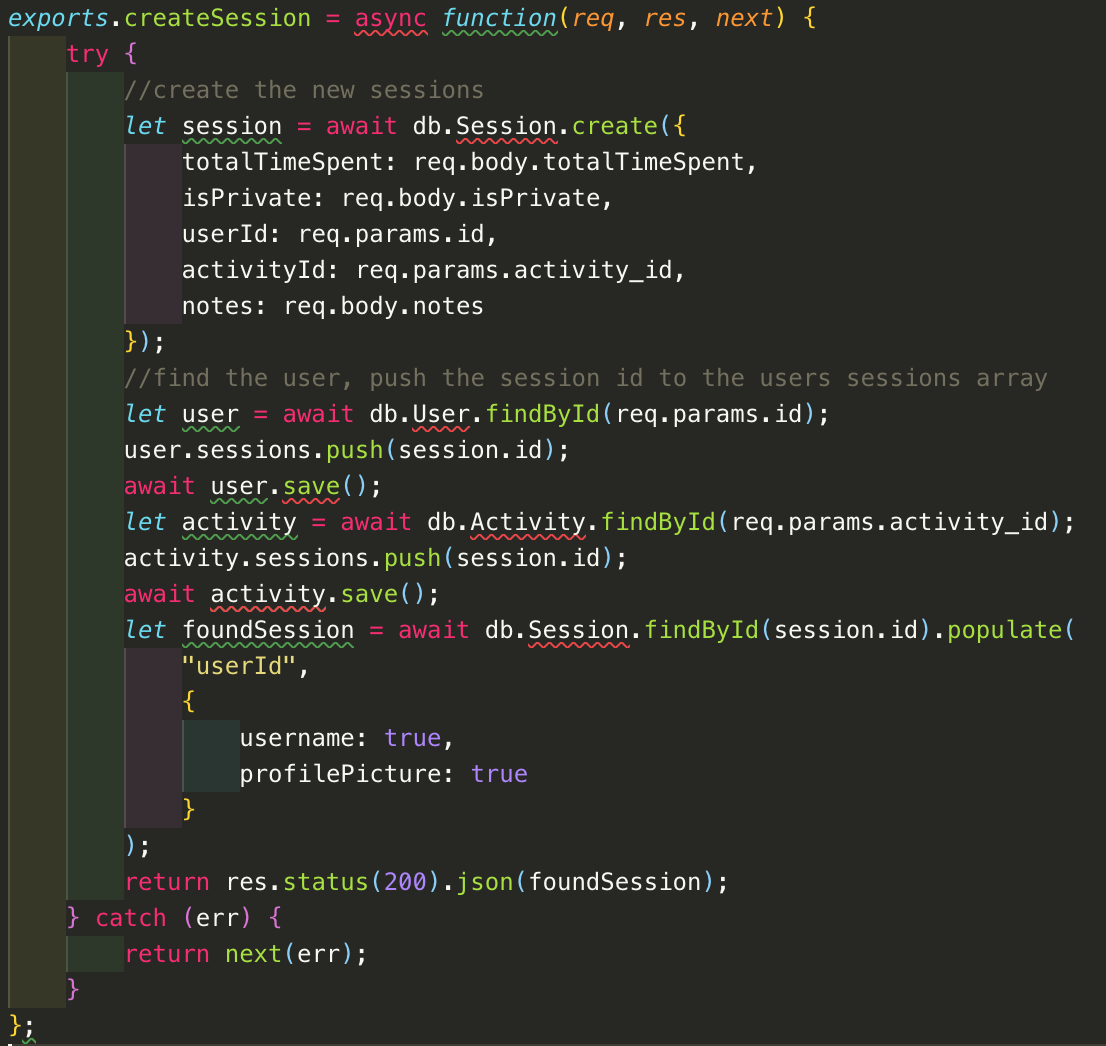 exports.createSession = async function(req, res, next) {
    try {
        //create the new sessions
        let session = await db.Session.create({
            totalTimeSpent: req.body.totalTimeSpent,
            isPrivate: req.body.isPrivate,
            userId: req.params.id,
            activityId: req.params.activity_id,
            notes: req.body.notes
        });
        //find the user, push the session id to the users sessions array
        let user = await db.User.findById(req.params.id);
        user.sessions.push(session.id);
        await user.save();
        let activity = await db.Activity.findById(req.params.activity_id);
        activity.sessions.push(session.id);
        await activity.save();
        let foundSession = await db.Session.findById(session.id).populate(
            "userId",
            {
                username: true,
                profilePicture: true
            }
        );
        return res.status(200).json(foundSession);
    } catch (err) {
        return next(err);
    }
};